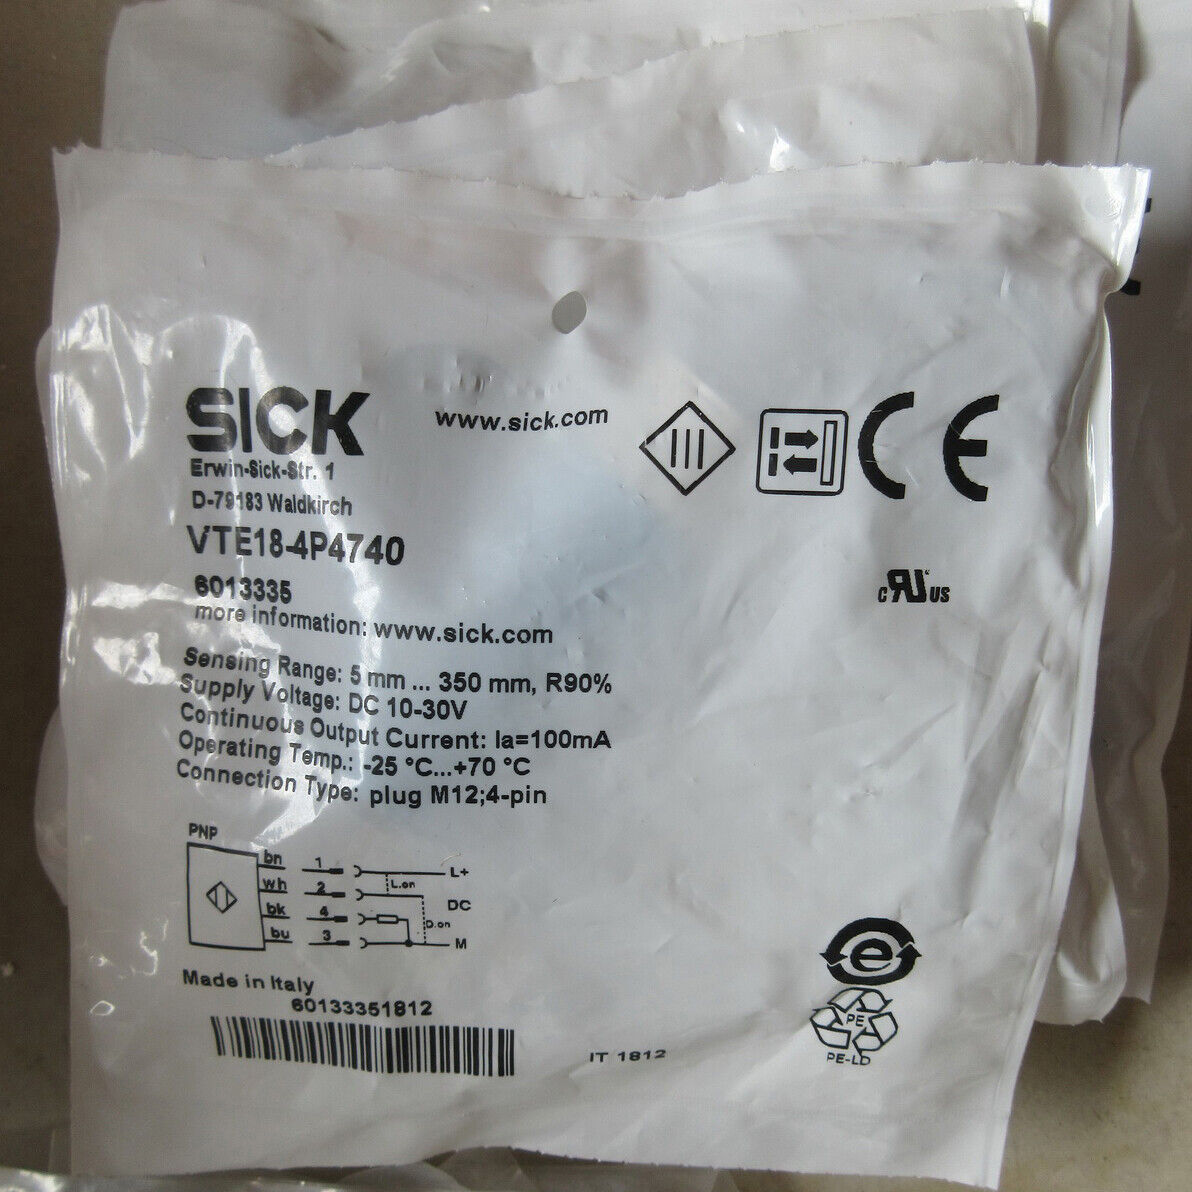 SICK
www.sick.com
Erwin-Sick-Str. 1
D-79183 Waldkirch
VTE18-4P4740
6013335
more information: www.sick.com
Sensing Range: 5 mm ... 350 mm, R90%
Supply Voltage: DC 10-30V
Continuous Output Current: Ia=100mA
Operating Temp.: -25 °C...+70 °C
Connection Type: plug M12;4-pin
CE
c RU US
PNP
bn 1 L+
L.on
wh 2 DC
bk 4 D.on
bu 3 M
Made in Italy
60133351812
IT 1812
e
PE
PE-LD